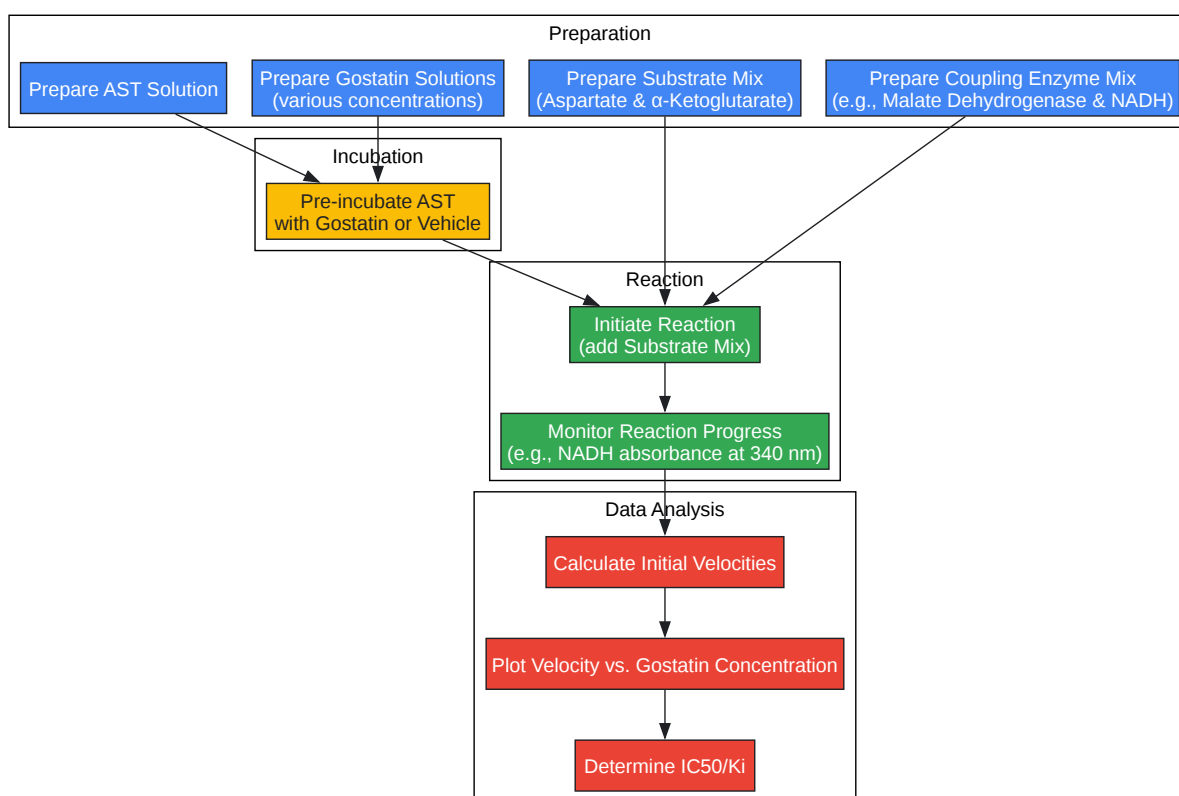 Preparation
Prepare AST Solution
Prepare Gostatin Solutions
(various concentrations)
Prepare Substrate Mix
(Aspartate & α-Ketoglutarate)
Prepare Coupling Enzyme Mix
(e.g., Malate Dehydrogenase & NADH)
Incubation
Pre-incubate AST
with Gostatin or Vehicle
Reaction
Initiate Reaction
(add Substrate Mix)
Monitor Reaction Progress
(e.g., NADH absorbance at 340 nm)
Data Analysis
Calculate Initial Velocities
Plot Velocity vs. Gostatin Concentration
Determine IC50/Ki